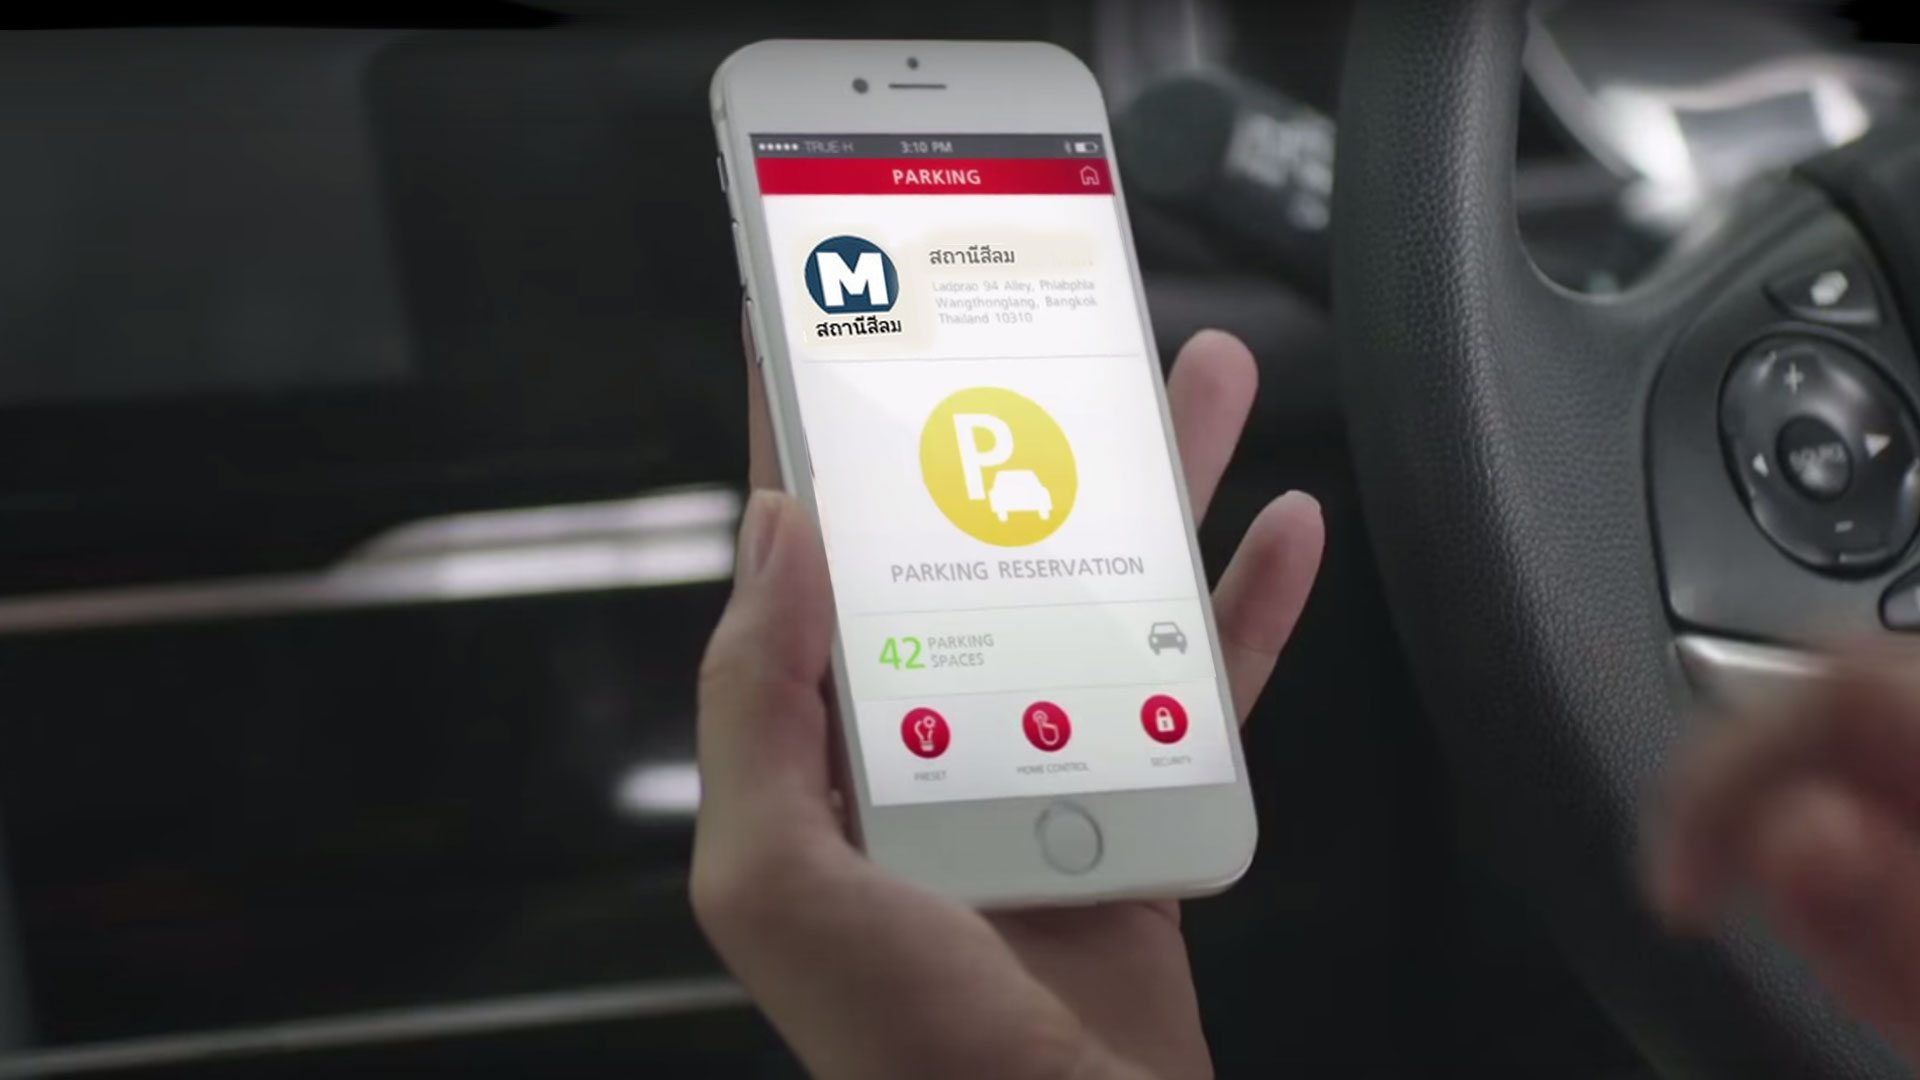 TRUE-H 3:10 PM
PARKING
M
สถานีสีลม
สถานีสีลม
Ladprao 94 Alley, Phlabphla
Wangthonglang, Bangkok
Thailand 10310
P
PARKING RESERVATION
42 PARKING
SPACES
PRESET
HOME CONTROL
SECURITY
+
SOURCE
-